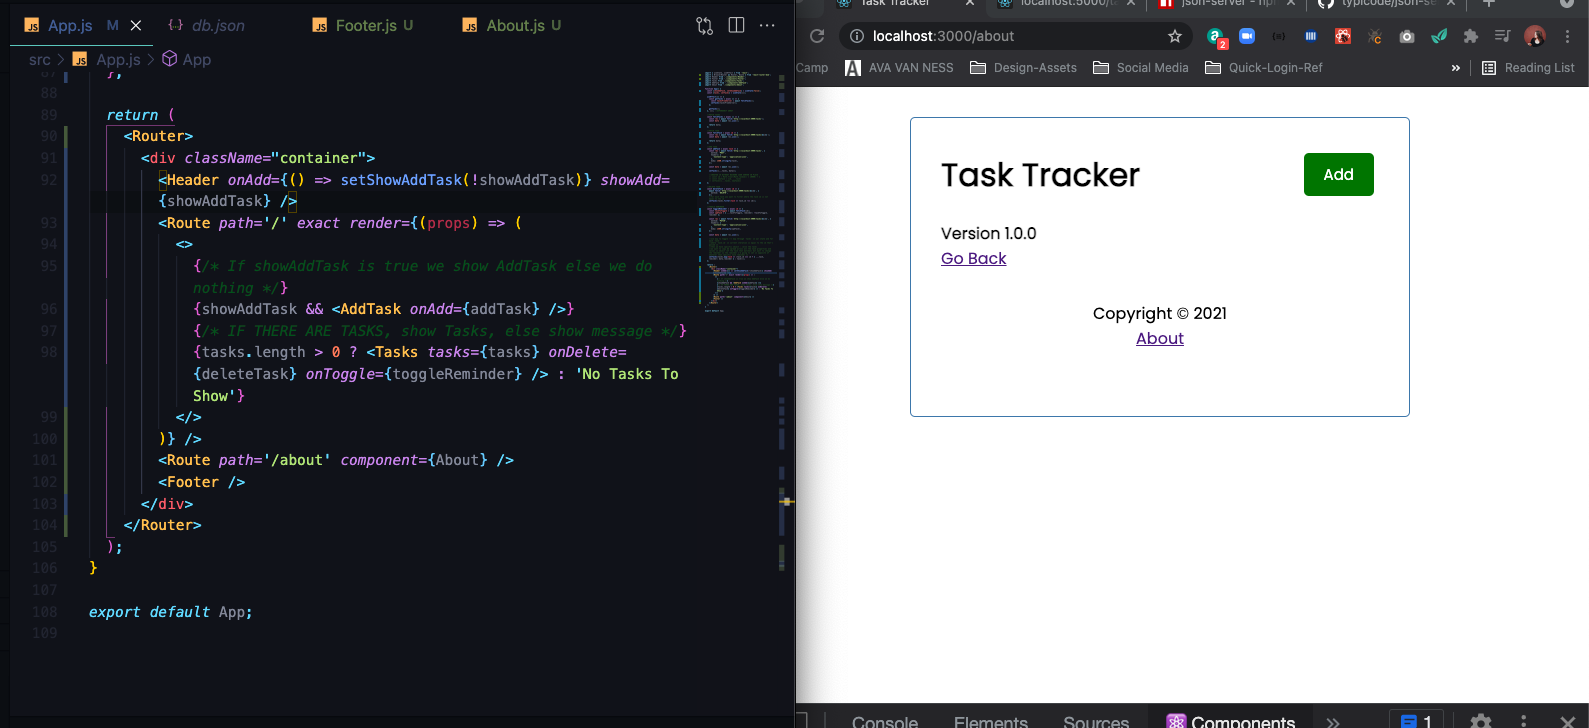 App.js M
db.json
Footer.js U
About.js U
src > App.js > App
87 };
88
89 return (
90 <Router>
91 <div className="container">
92 <Header onAdd={() => setShowAddTask(!showAddTask)} showAdd=
{showAddTask} />
93 <Route path='/' exact render={(props) => (
94 <>
95 {/* If showAddTask is true we show AddTask else we do
nothing */}
96 {showAddTask && <AddTask onAdd={addTask} />}
97 {/* IF THERE ARE TASKS, show Tasks, else show message */}
98 {tasks.length > 0 ? <Tasks tasks={tasks} onDelete=
{deleteTask} onToggle={toggleReminder} /> : 'No Tasks To
Show'}
99 </>
100 )} />
101 <Route path='/about' component={About} />
102 <Footer />
103 </div>
104 </Router>
105 );
106 }
107
108 export default App;
109
Task Tracker
localhost:3000/
json-server
typicode/json-se
localhost:3000/about
2
Camp
AVA VAN NESS
Design-Assets
Social Media
Quick-Login-Ref
»
Reading List
Task Tracker
Add
Version 1.0.0
Go Back
Copyright © 2021
About
Console
Elements
Sources
Components
»
1